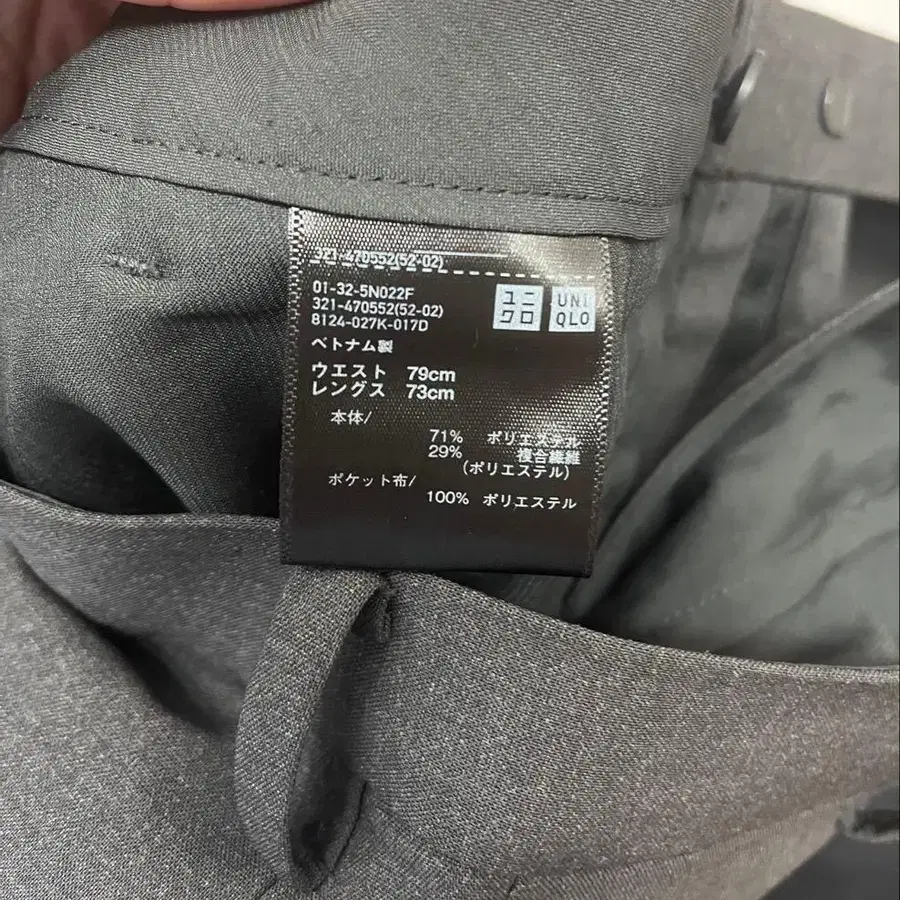 321-470552(52-02)
01-32-5N022F
321-470552(52-02)
8124-027K-017D
ユニ
クロ
UNI
QLO
ベトナム製
ウエスト 79cm
レングス 73cm
本体/
71% ポリエステル
29% 複合繊維
(ポリエステル)
ポケット布/
100% ポリエステル